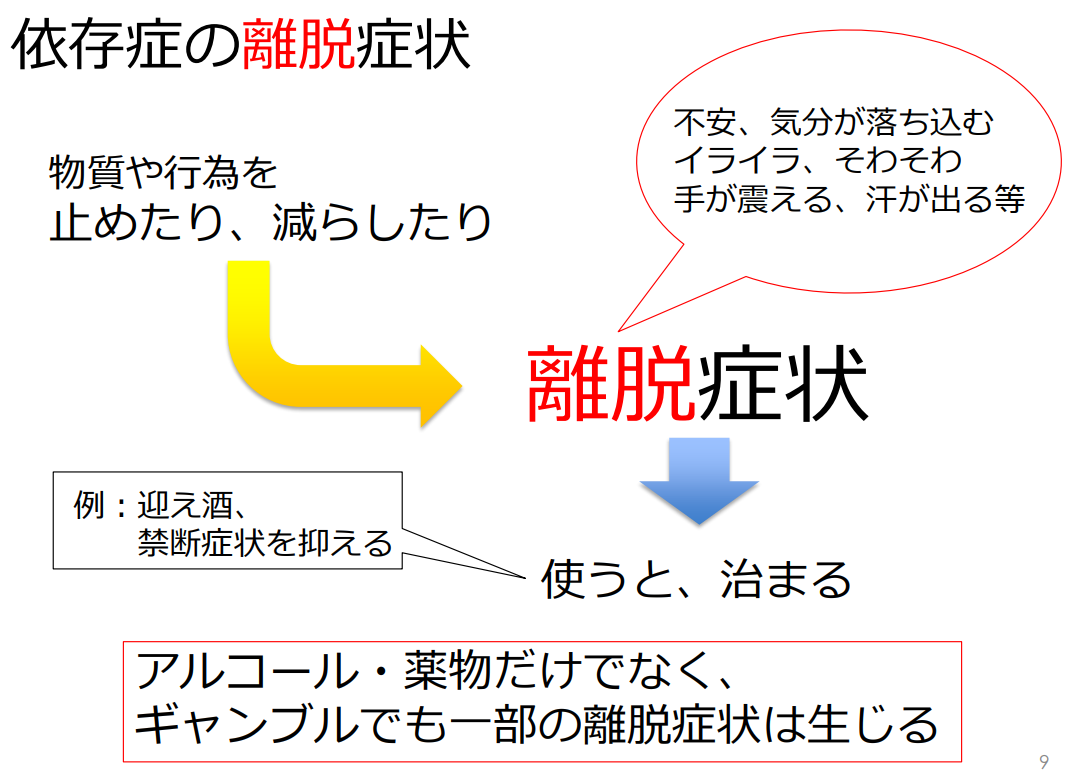 依存症の離脱症状
不安、気分が落ち込む
イライラ、そわそわ
手が震える、汗が出る等
物質や行為を
止めたり、減らしたり
離脱症状
例：迎え酒、
禁断症状を抑える
使うと、治まる
アルコール・薬物だけでなく、
ギャンブルでも一部の離脱症状は生じる
9